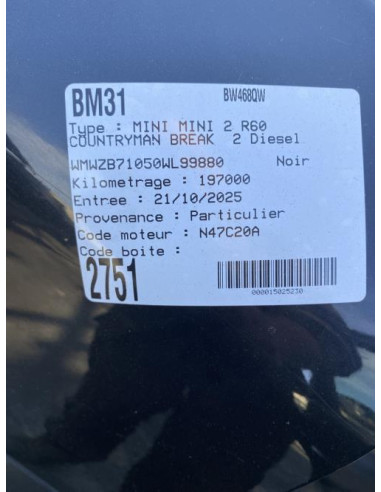 BM31 BW468QW
Type : MINI MINI 2 R60
COUNTRYMAN BREAK 2 Diesel
WMWZB71050WL99880 Noir
Kilometrage : 197000
Entree : 21/10/2025
Provenance : Particulier
Code moteur : N47C20A
Code boite :
2751
000015025230